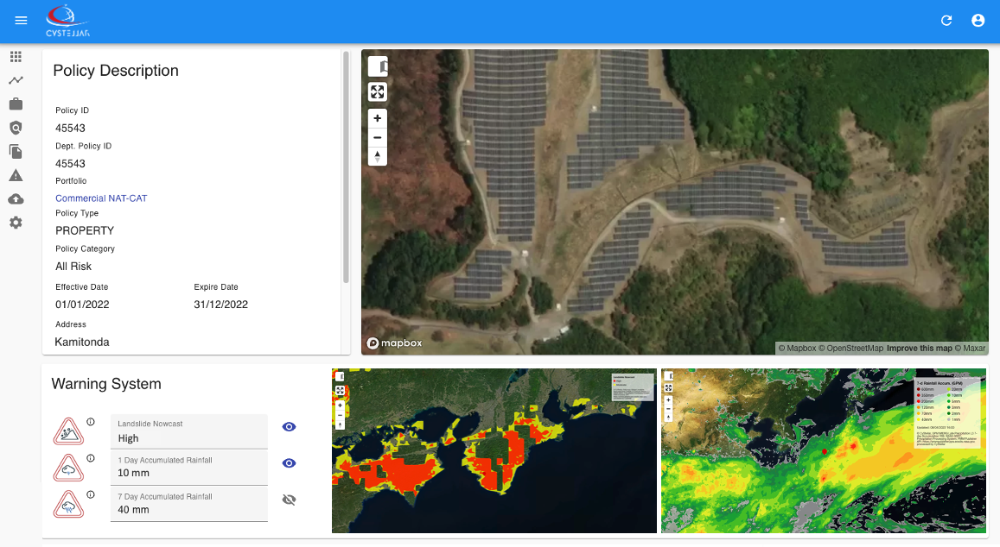 CYSTELLAR
Policy Description
Policy ID
45543
Dept. Policy ID
45543
Portfolio
Commercial NAT-CAT
Policy Type
PROPERTY
Policy Category
All Risk
Effective Date Expire Date
01/01/2022 31/12/2022
Address
Kamitonda
mapbox
© Mapbox © OpenStreetMap Improve this map © Maxar
Warning System
Landslide Nowcast
High
1 Day Accumulated Rainfall
10 mm
7 Day Accumulated Rainfall
40 mm
Landslide Nowcast
7-d Rainfall Accum. (GPM)